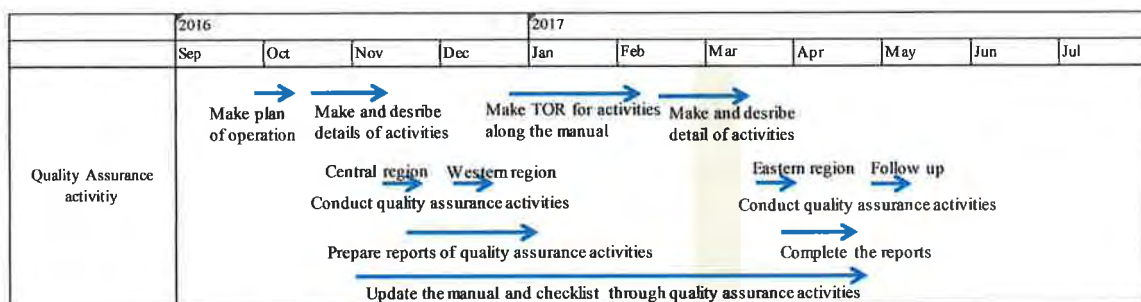 2016 2017
Sep Oct Nov Dec Jan Feb Mar Apr May Jun Jul
Make plan
of operation
Make and desribe
details of activities
Make TOR for activities
along the manual
Make and desribe
detail of activities
Quality Assurance
activitiy
Central region Western region
Conduct quality assurance activities
Eastern region Follow up
Conduct quality assurance activities
Prepare reports of quality assurance activities
Complete the reports
Update the manual and checklist through quality assurance activities